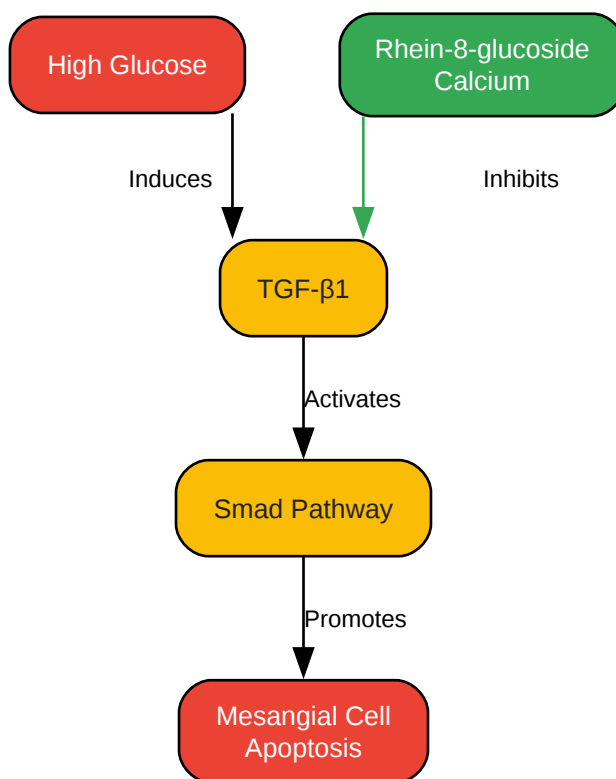 High Glucose
Rhein-8-glucoside
Calcium
Induces
Inhibits
TGF-β1
Activates
Smad Pathway
Promotes
Mesangial Cell
Apoptosis